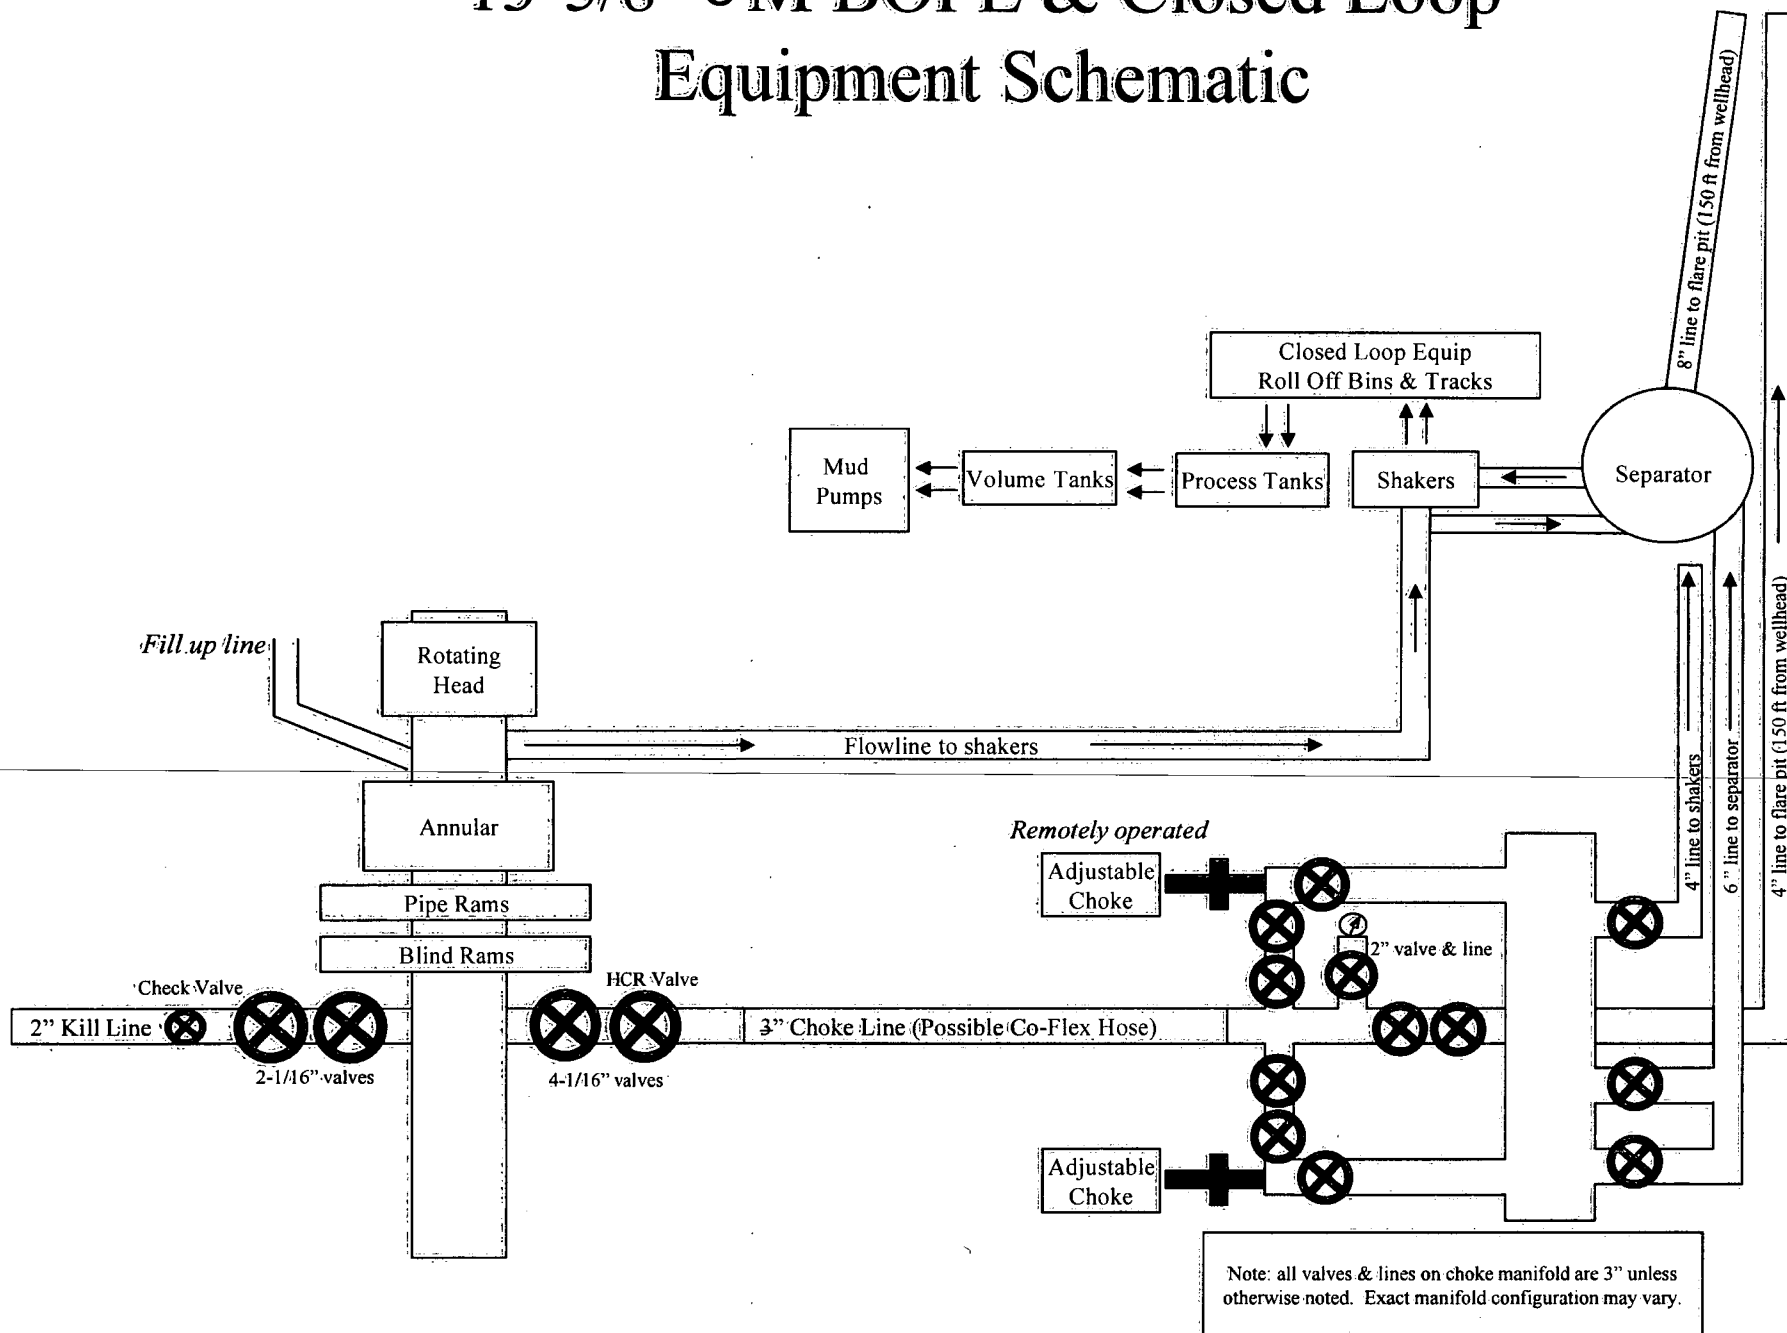 BOPE & Closed Loop
Equipment Schematic
8” line to flare pit (150 ft from wellhead)
Closed Loop Equip
Roll Off Bins & Tracks
Mud
Pumps
Volume Tanks
Process Tanks
Shakers
Separator
Fill up line
Rotating
Head
Flowline to shakers
Annular
Pipe Rams
Blind Rams
Check Valve
HCR Valve
2” Kill Line
3” Choke Line (Possible Co-Flex Hose)
2-1/16” valves
4-1/16” valves
Remotely operated
Adjustable
Choke
2” valve & line
Adjustable
Choke
4” line to shakers
6” line to separator
4” line to flare pit (150 ft from wellhead)
Note: all valves & lines on choke manifold are 3” unless
otherwise noted. Exact manifold configuration may vary.